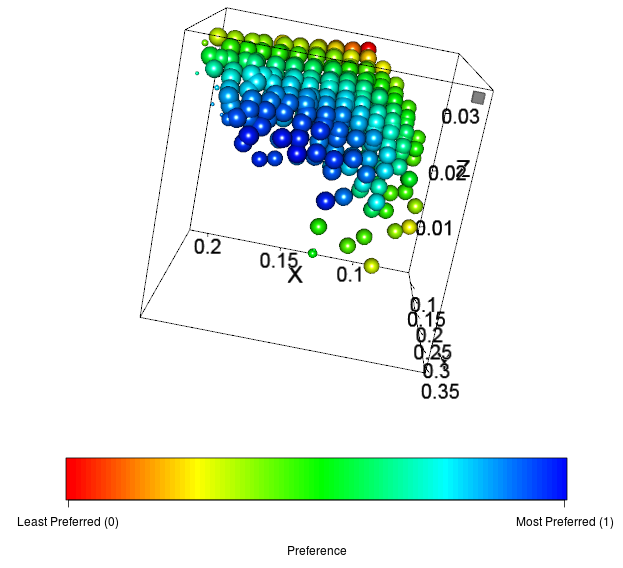 0.03
Z
0.02
0.01
0.2
0.15
0.1
X
0.1
0.15
0.2
0.25
0.3
0.35
Least Preferred (0)
Most Preferred (1)
Preference